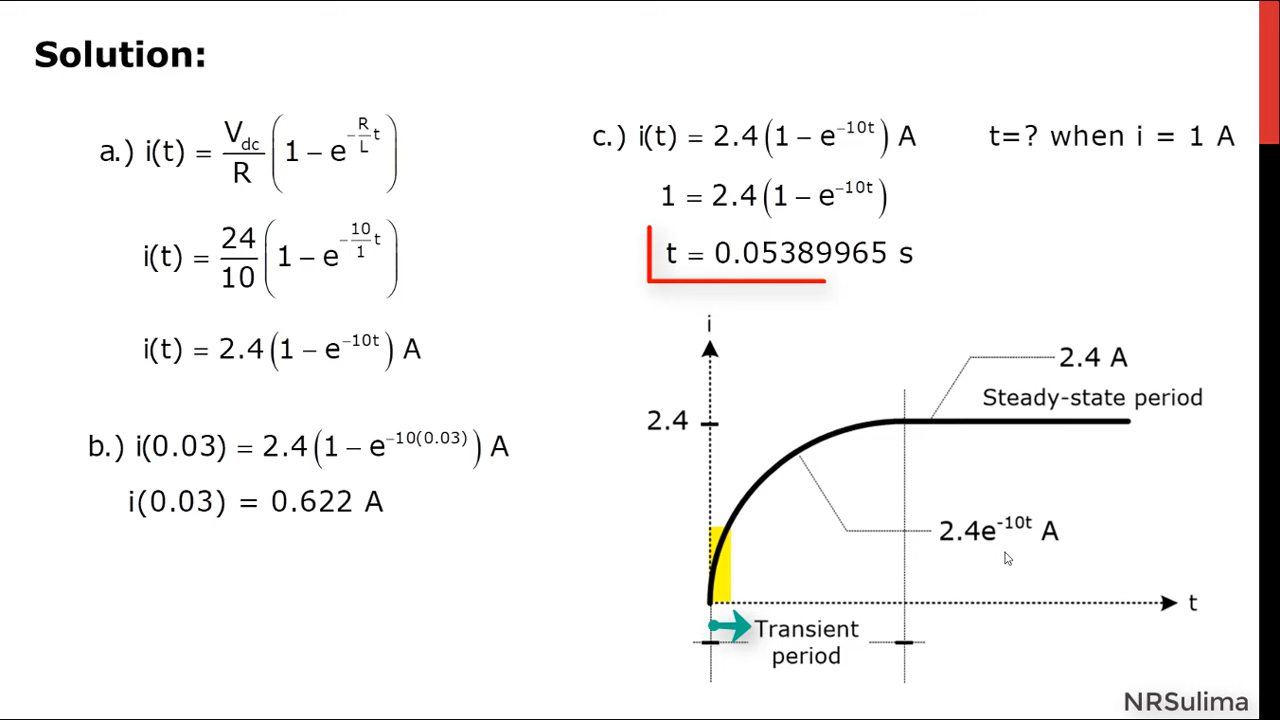 Solution:
a.) i(t) = V_dc/R (1 − e^(−(R/L)t))
i(t) = 24/10 (1 − e^(−(10/1)t))
i(t) = 2.4(1 − e^(−10t)) A
b.) i(0.03) = 2.4(1 − e^(−10(0.03))) A
i(0.03) = 0.622 A
c.) i(t) = 2.4(1 − e^(−10t)) A t=? when i = 1 A
1 = 2.4(1 − e^(−10t))
t = 0.05389965 s
i
2.4 A
Steady-state period
2.4
2.4e^(-10t) A
t
Transient
period
NRSulima